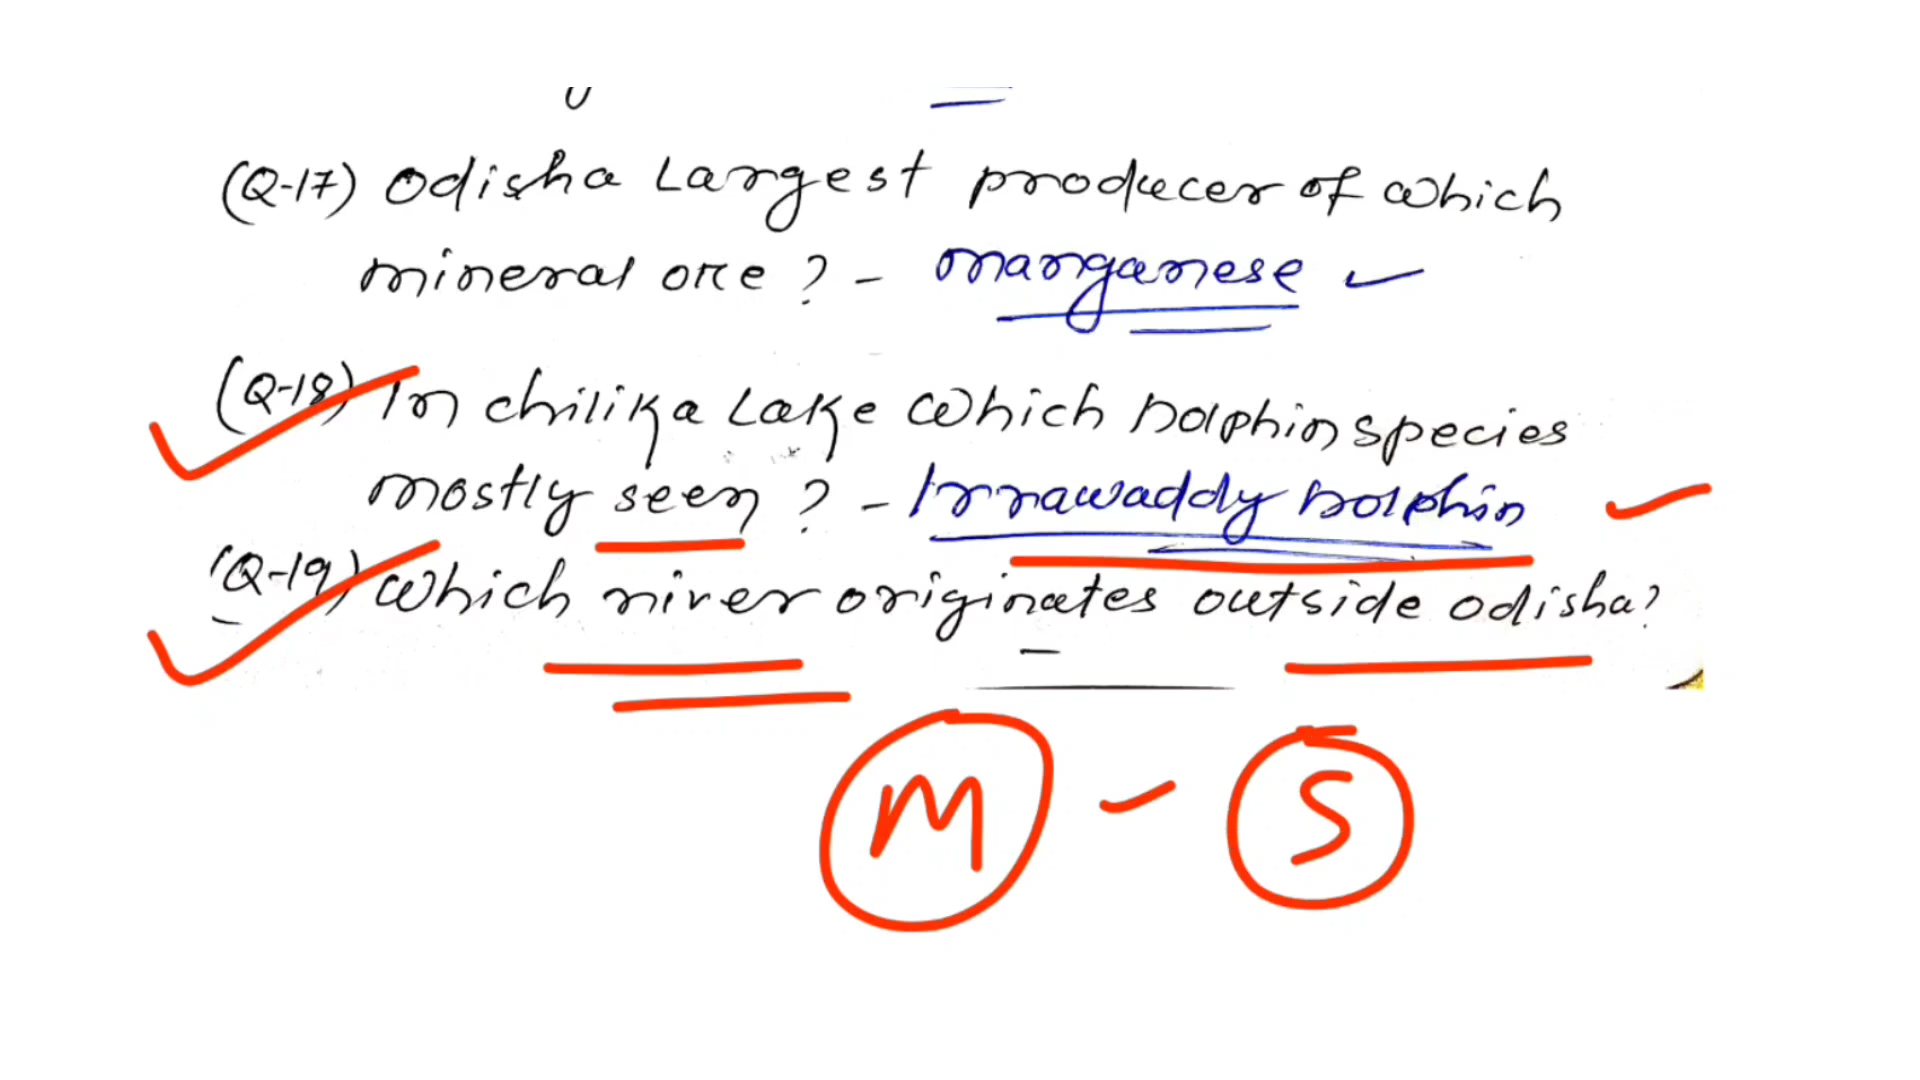 (Q-17) Odisha Largest producer of which
mineral ore ? - manganese
(Q-18) In chilika Lake which Dolphin species
mostly seen ? - Irrawaddy Dolphin
(Q-19) which river originates outside odisha?
M - S